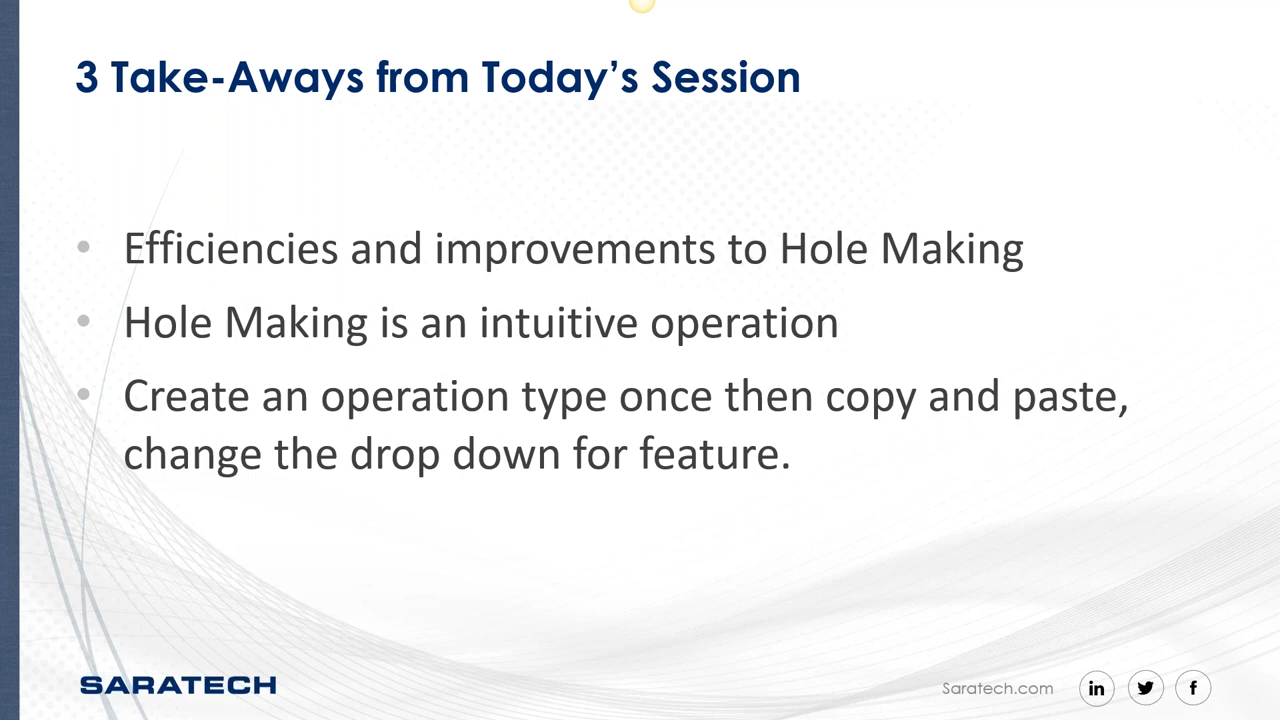 3 Take-Aways from Today’s Session
• Efficiencies and improvements to Hole Making
• Hole Making is an intuitive operation
• Create an operation type once then copy and paste,
change the drop down for feature.
SARATECH
Saratech.com
in
f